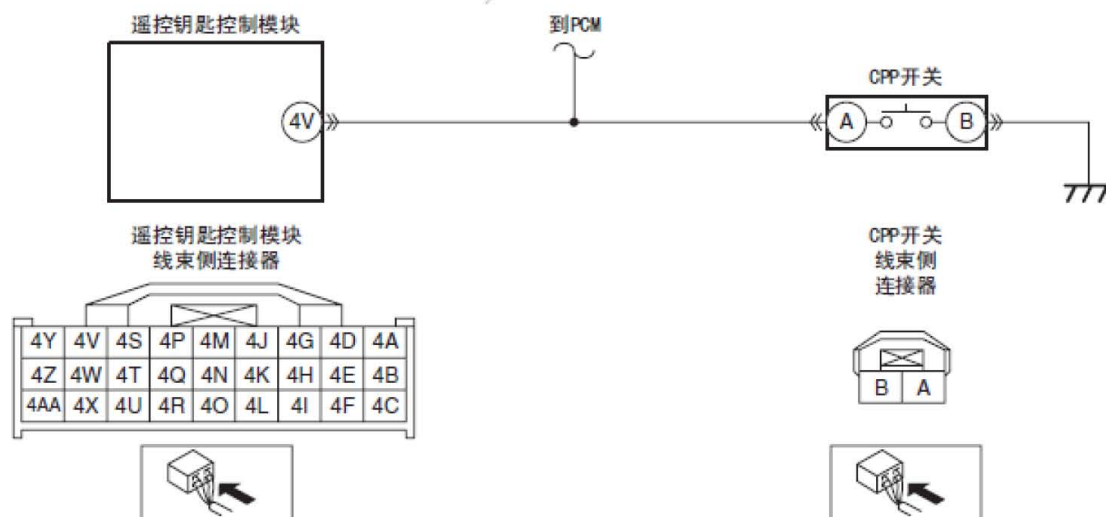 遥控钥匙控制模块
到PCM
CPP开关
4V
A
B
遥控钥匙控制模块
线束侧连接器
CPP开关
线束侧
连接器
4Y 4V 4S 4P 4M 4J 4G 4D 4A
4Z 4W 4T 4Q 4N 4K 4H 4E 4B
4AA 4X 4U 4R 4O 4L 4I 4F 4C
B A